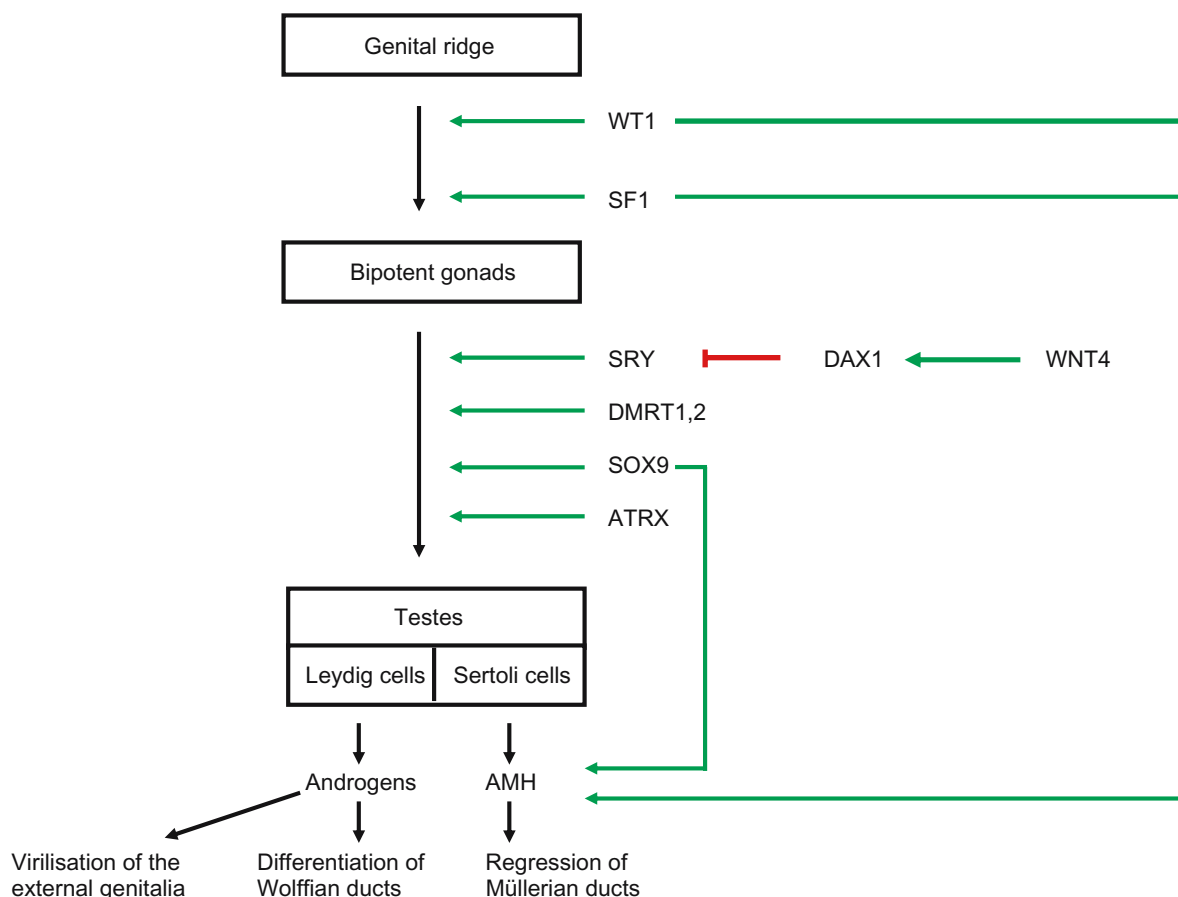 Genital ridge
WT1
SF1
Bipotent gonads
SRY
DAX1
WNT4
DMRT1,2
SOX9
ATRX
Testes
Leydig cells
Sertoli cells
Androgens
AMH
Virilisation of the
external genitalia
Differentiation of
Wolffian ducts
Regression of
Müllerian ducts